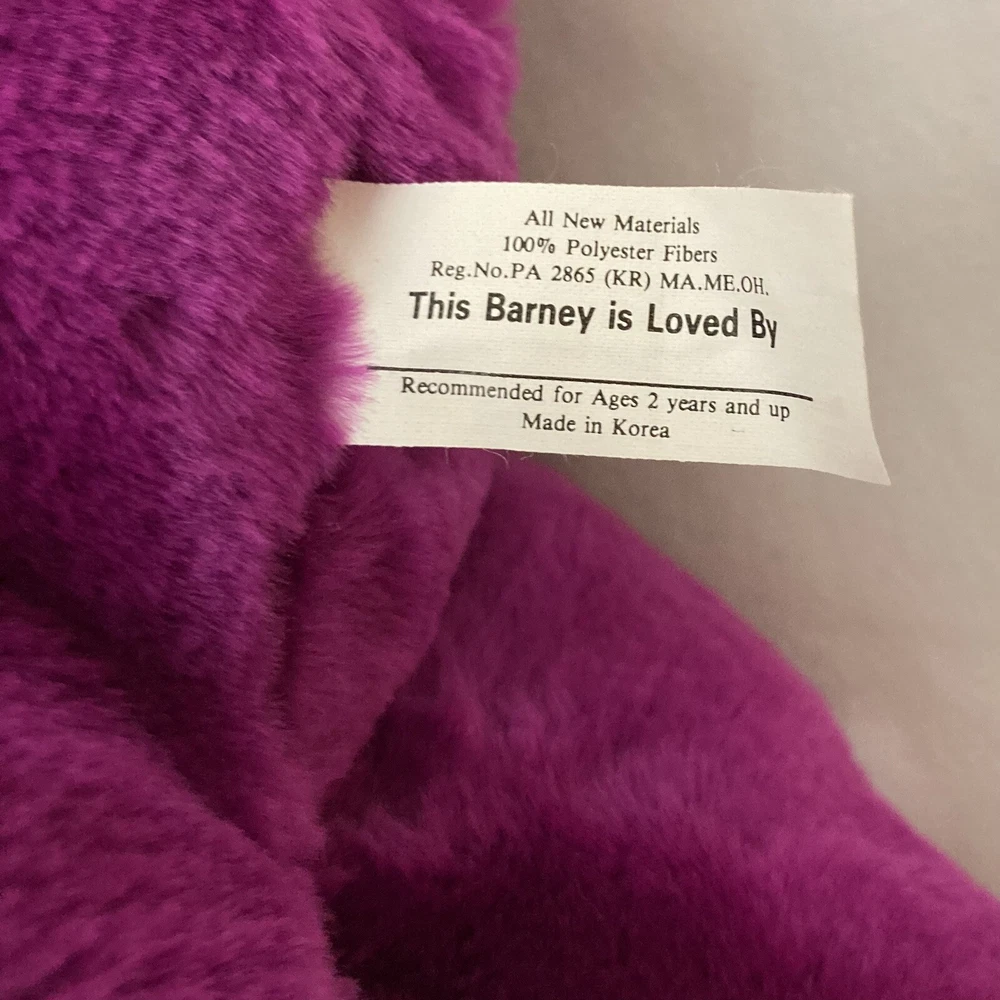 All New Materials
100% Polyester Fibers
Reg.No.PA 2865 (KR) MA.ME.OH.
This Barney is Loved By
Recommended for Ages 2 years and up
Made in Korea